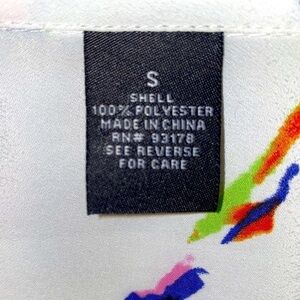 S
SHELL
100% POLYESTER
MADE IN CHINA
RN# 93178
SEE REVERSE
FOR CARE